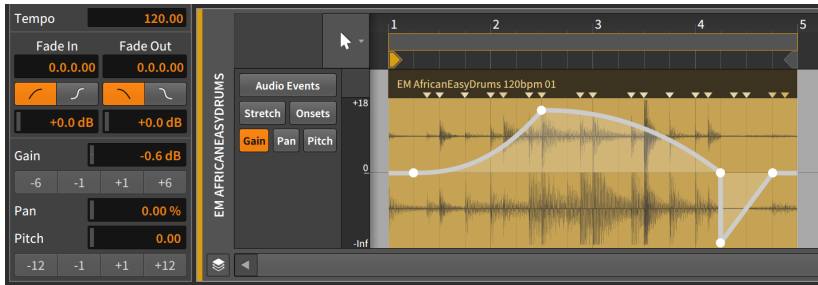 Tempo 120.00
Fade In Fade Out
0.0.0.00 0.0.0.00
+0.0 dB +0.0 dB
Gain -0.6 dB
-6 -1 +1 +6
Pan 0.00 %
Pitch 0.00
-12 -1 +1 +12
EM AFRICANEASYDRUMS
Audio Events
Stretch Onsets
Gain Pan Pitch
1 2 3 4 5
EM AfricanEasyDrums 120bpm 01
+18
0
-Inf